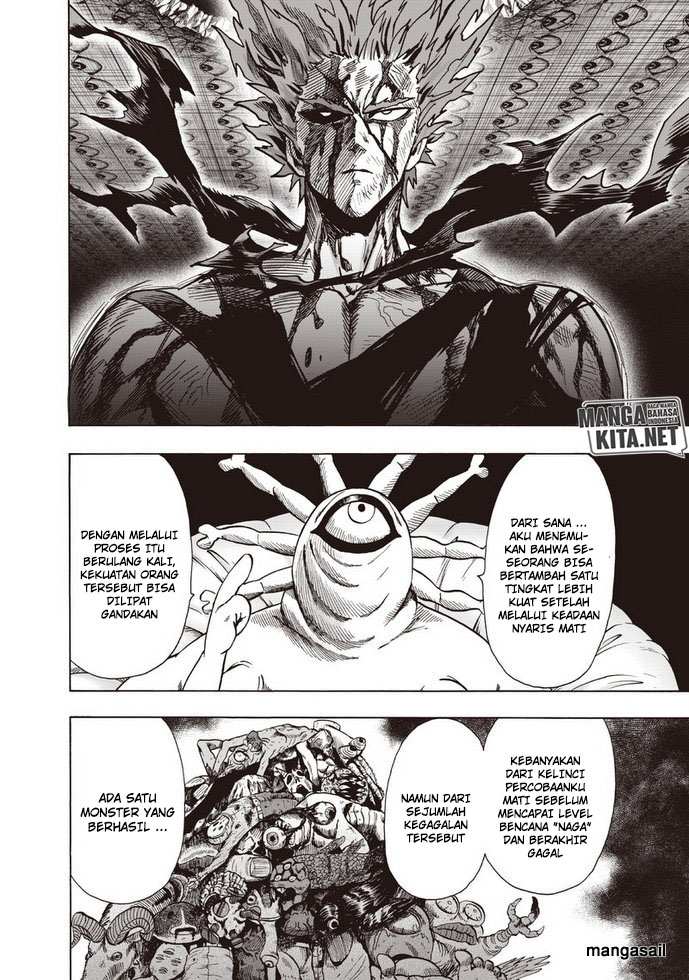 MANGA
BACA MANGA
BAHASA
INDONESIA
KITA.NET
DARI SANA ...
AKU MENEMU-
KAN BAHWA SE-
SEORANG BISA
BERTAMBAH SATU
TINGKAT LEBIH
KUAT SETELAH
MELALUI KEADAAN
NYARIS MATI
DENGAN MELALUI
PROSES ITU
BERULANG KALI,
KEKUATAN ORANG
TERSEBUT BISA
DILIPAT
GANDAKAN
KEBANYAKAN
DARI KELINCI
PERCOBAANKU
MATI SEBELUM
MENCAPAI LEVEL
BENCANA "NAGA"
DAN BERAKHIR
GAGAL
NAMUN DARI
SEJUMLAH
KEGAGALAN
TERSEBUT
ADA SATU
MONSTER YANG
BERHASIL ...
mangasail